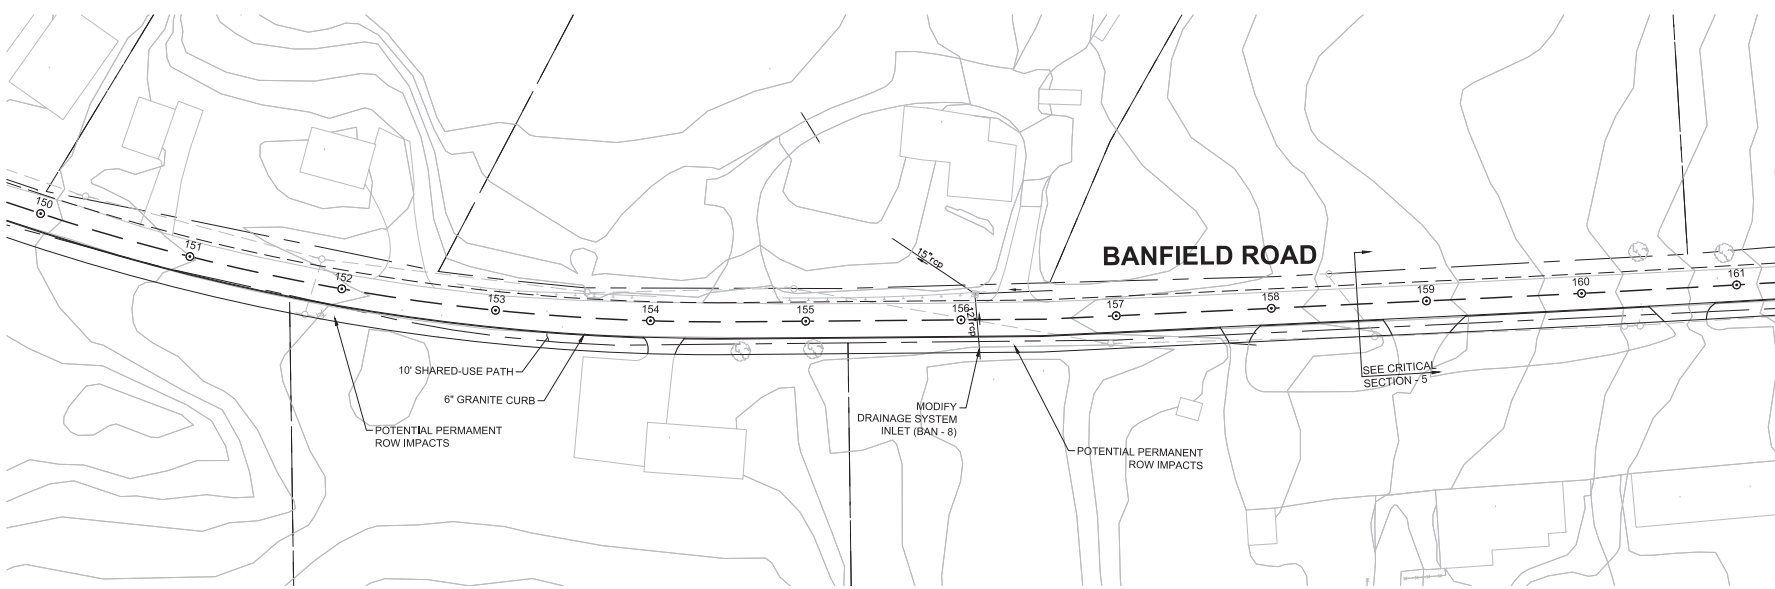 150
151
152
153
154
155
156
157
158
159
160
161
15" rcp
12" rcp
BANFIELD ROAD
10' SHARED-USE PATH
6" GRANITE CURB
POTENTIAL PERMAMENT
ROW IMPACTS
MODIFY
DRAINAGE SYSTEM
INLET (BAN - 8)
POTENTIAL PERMANENT
ROW IMPACTS
SEE CRITICAL
SECTION - 5